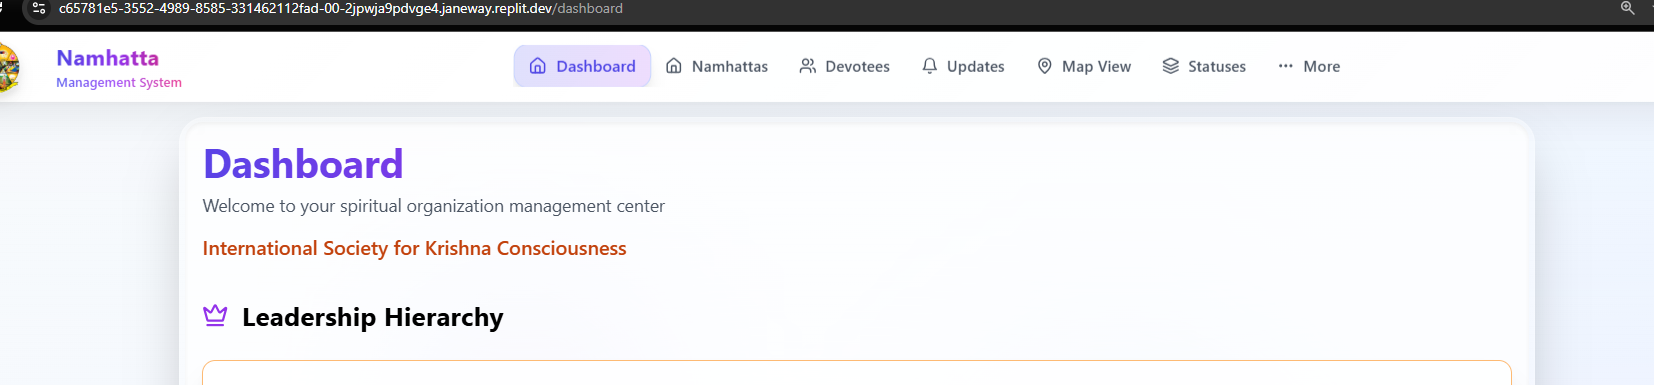 c65781e5-3552-4989-8585-331462112fad-00-2jpwja9pdvge4.janeway.replit.dev/dashboard
Namhatta
Management System
Dashboard Namhattas Devotees Updates Map View Statuses ··· More
Dashboard
Welcome to your spiritual organization management center
International Society for Krishna Consciousness
Leadership Hierarchy